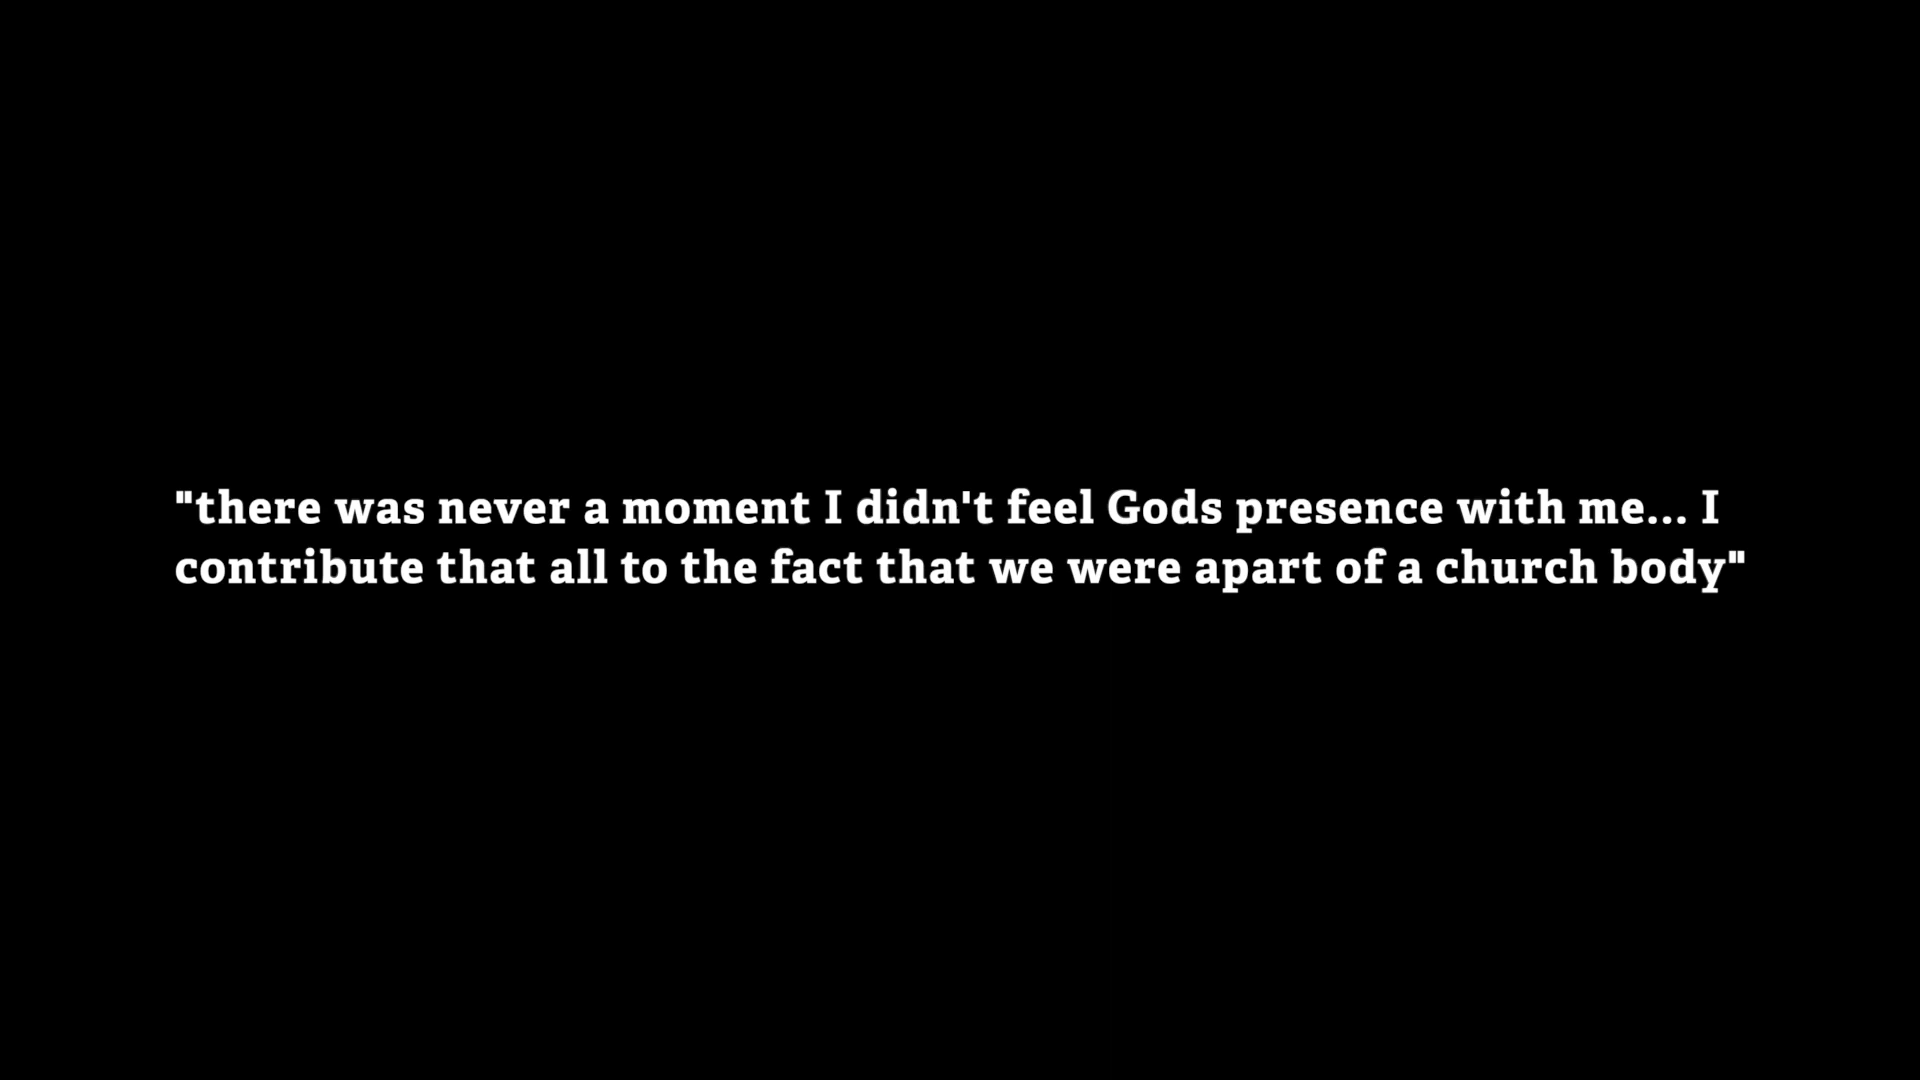 "there was never a moment I didn't feel Gods presence with me... I
contribute that all to the fact that we were apart of a church body"